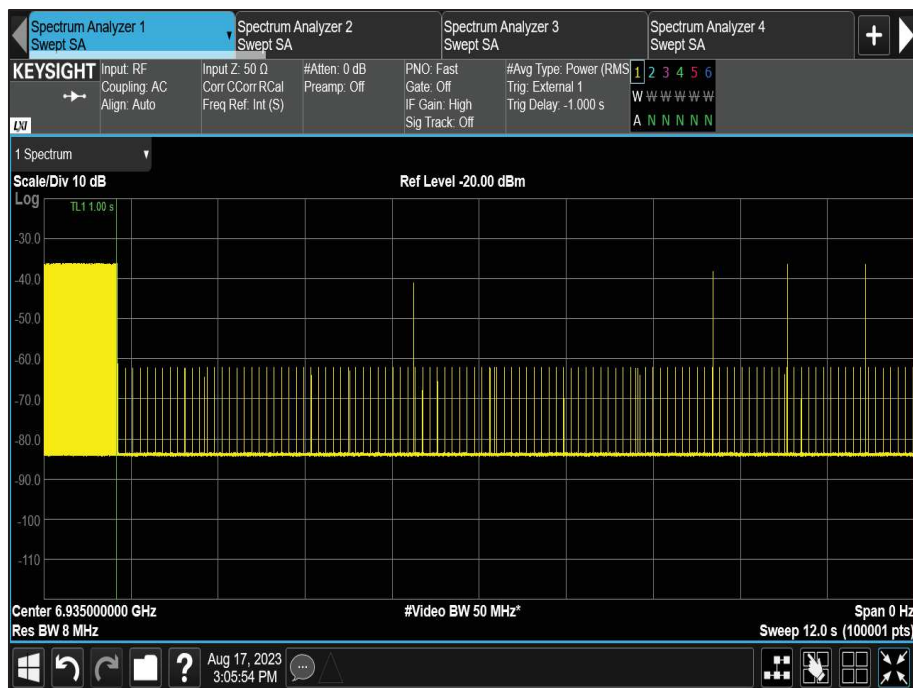 Spectrum Analyzer 1
Swept SA
Spectrum Analyzer 2
Swept SA
Spectrum Analyzer 3
Swept SA
Spectrum Analyzer 4
Swept SA
KEYSIGHT
LXI
Input: RF
Coupling: AC
Align: Auto
Input Z: 50 Ω
Corr CCorr RCal
Freq Ref: Int (S)
#Atten: 0 dB
Preamp: Off
PNO: Fast
Gate: Off
IF Gain: High
Sig Track: Off
#Avg Type: Power (RMS
Trig: External 1
Trig Delay: -1.000 s
1 2 3 4 5 6
W W W W W W
A N N N N N
1 Spectrum
Scale/Div 10 dB
Ref Level -20.00 dBm
Log
TL1 1.00 s
-30.0
-40.0
-50.0
-60.0
-70.0
-80.0
-90.0
-100
-110
Center 6.935000000 GHz
#Video BW 50 MHz*
Span 0 Hz
Res BW 8 MHz
Sweep 12.0 s (100001 pts)
Aug 17, 2023
3:05:54 PM